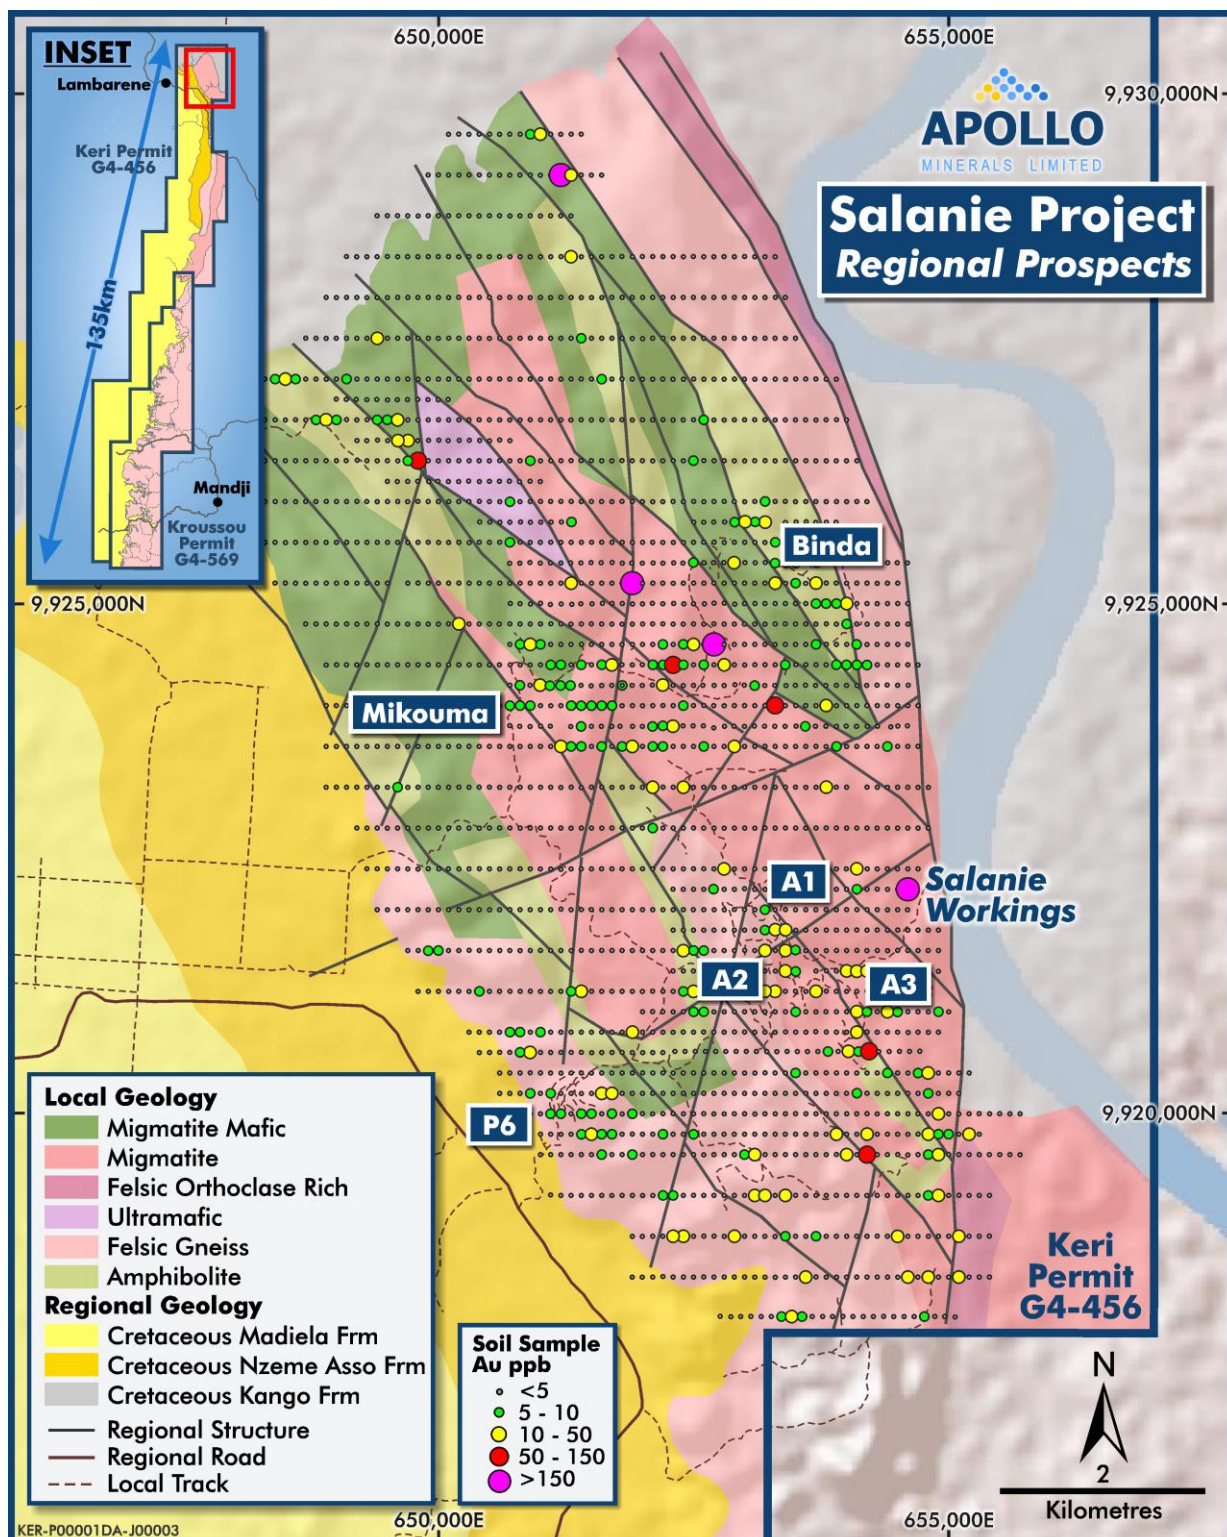 650,000E
655,000E
INSET
Lambarene
Keri Permit
G4-456
135km
Mandji
Kroussou
Permit
G4-569
9,930,000N
APOLLO
MINERALS LIMITED
Salanie Project
Regional Prospects
Binda
9,925,000N
9,925,000N
Mikouma
A1
Salanie
Workings
A2
A3
P6
9,920,000N
Local Geology
Migmatite Mafic
Migmatite
Felsic Orthoclase Rich
Ultramafic
Felsic Gneiss
Amphibolite
Regional Geology
Cretaceous Madiela Frm
Cretaceous Nzeme Asso Frm
Cretaceous Kango Frm
Regional Structure
Regional Road
Local Track
Soil Sample
Au ppb
<5
5 - 10
10 - 50
50 - 150
>150
Keri
Permit
G4-456
N
2
Kilometres
KER-P00001DA-J00003
650,000E
655,000E